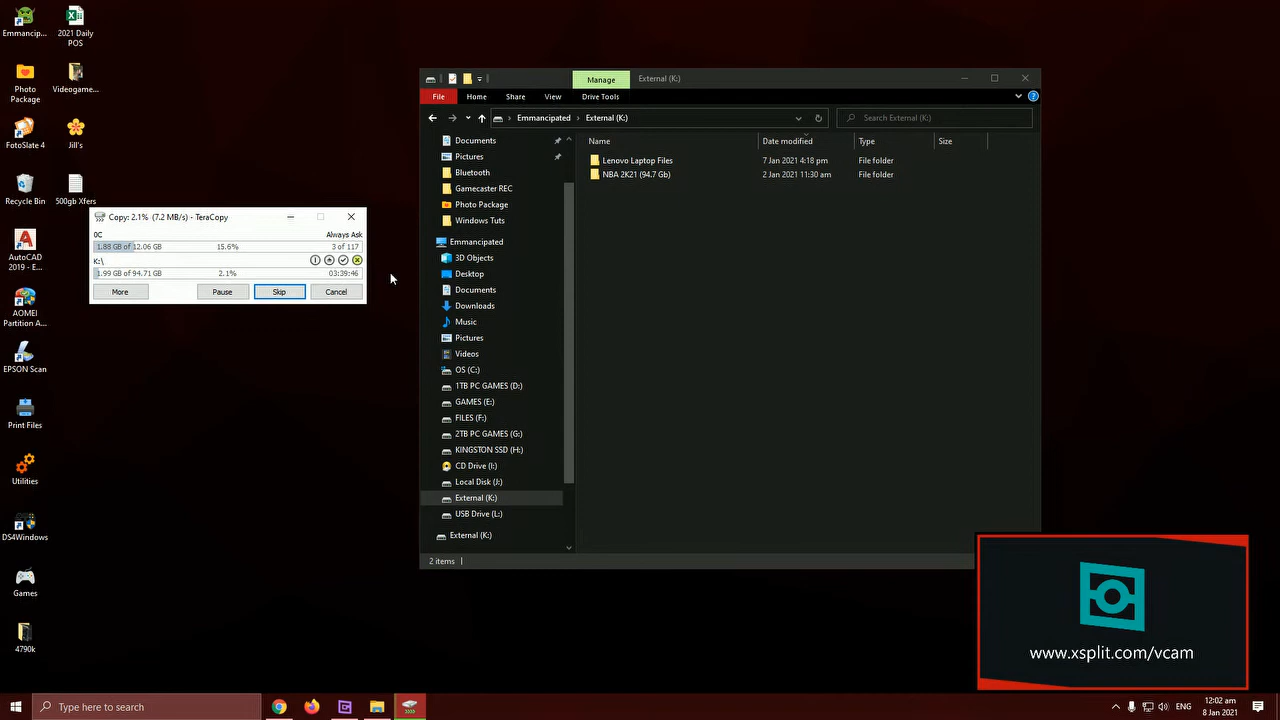 Emmancip...
2021 Daily
POS
Photo
Package
Videogame...
FotoSlate 4
Jill's
Recycle Bin
500gb Xfers
AutoCAD
2019 - E...
AOMEI
Partition A...
EPSON Scan
Print Files
Utilities
DS4Windows
Games
4790k
Copy: 2.1% (7.2 MB/s) - TeraCopy
0C
Always Ask
1.88 GB of 12.06 GB
15.6%
3 of 117
K:\
1.99 GB of 94.71 GB
2.1%
03:39:46
More
Pause
Skip
Cancel
Manage
External (K:)
File
Home
Share
View
Drive Tools
Emmancipated
External (K:)
Search External (K:)
Documents
Pictures
Bluetooth
Gamecaster REC
Photo Package
Windows Tuts
Emmancipated
3D Objects
Desktop
Documents
Downloads
Music
Pictures
Videos
OS (C:)
1TB PC GAMES (D:)
GAMES (E:)
FILES (F:)
2TB PC GAMES (G:)
KINGSTON SSD (H:)
CD Drive (I:)
Local Disk (J:)
External (K:)
USB Drive (L:)
External (K:)
Name
Date modified
Type
Size
Lenovo Laptop Files
7 Jan 2021 4:18 pm
File folder
NBA 2K21 (94.7 Gb)
2 Jan 2021 11:30 am
File folder
2 items
www.xsplit.com/vcam
Type here to search
ENG
12:02 am
8 Jan 2021